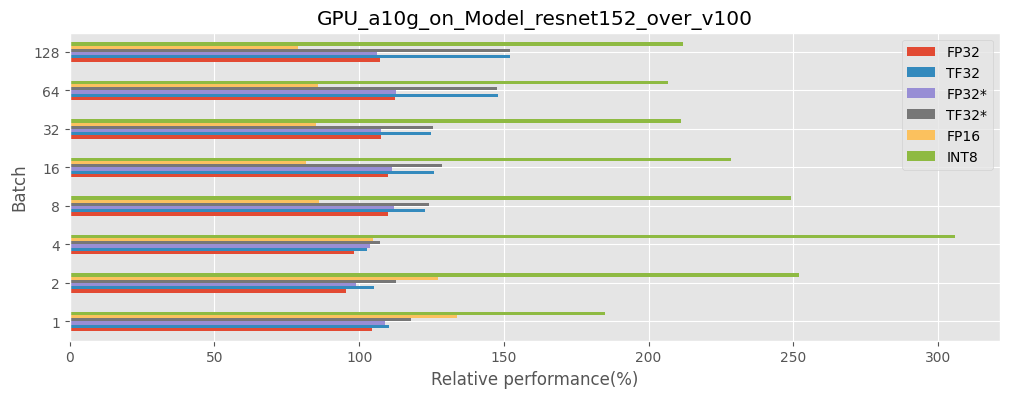 GPU_a10g_on_Model_resnet152_over_v100
Batch
128
64
32
16
8
4
2
1
FP32
TF32
FP32*
TF32*
FP16
INT8
0 50 100 150 200 250 300
Relative performance(%)